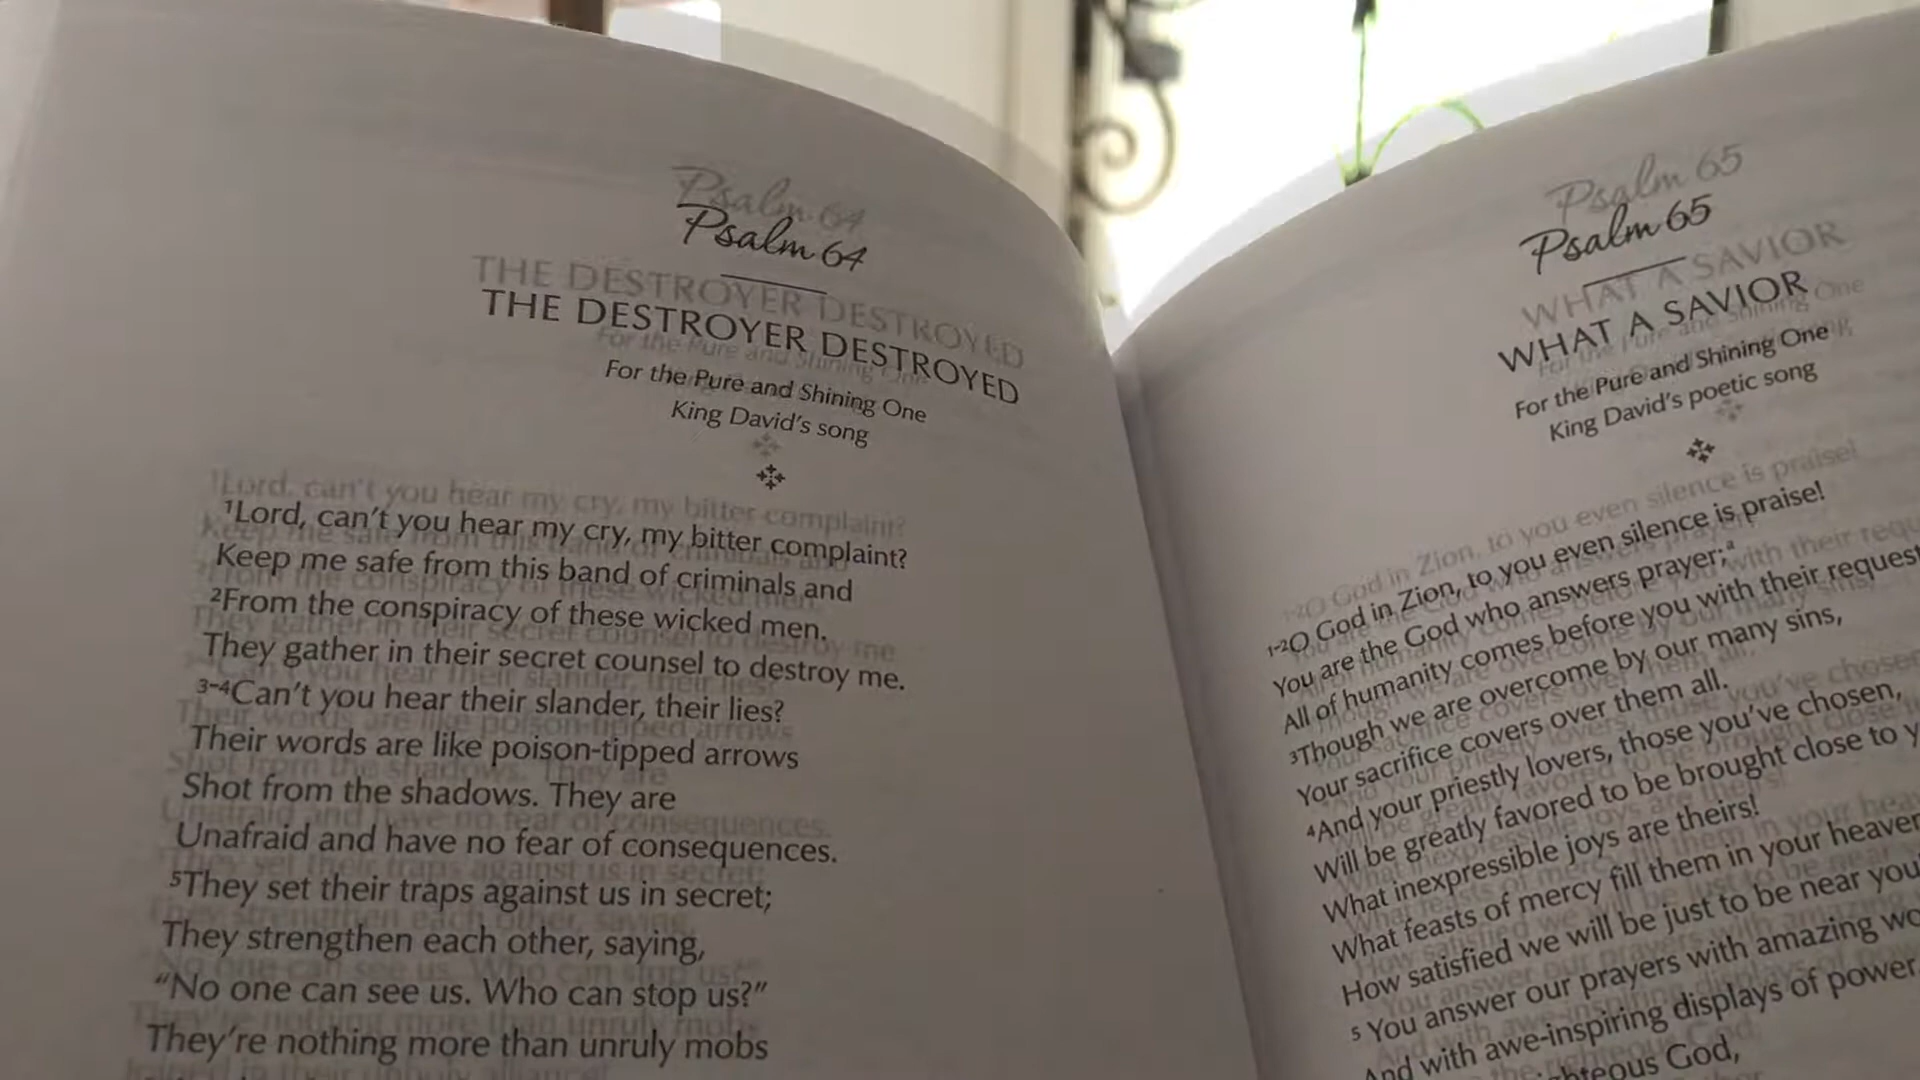 Psalm 64
THE DESTROYER DESTROYED
For the Pure and Shining One
King David's song
¹Lord, can't you hear my cry, my bitter complaint?
Keep me safe from this band of criminals and
²From the conspiracy of these wicked men.
They gather in their secret counsel to destroy me.
³⁻⁴Can't you hear their slander, their lies?
Their words are like poison-tipped arrows
Shot from the shadows. They are
Unafraid and have no fear of consequences.
⁵They set their traps against us in secret;
They strengthen each other, saying,
“No one can see us. Who can stop us?”
They're nothing more than unruly mobs
Psalm 65
WHAT A SAVIOR
For the Pure and Shining One
King David's poetic song
¹⁻²O God in Zion, to you even silence is praise!
You are the God who answers prayer;ᵃ
All of humanity comes before you with their request
³Though we are overcome by our many sins,
Your sacrifice covers over them all.
⁴And your priestly lovers, those you've chosen,
Will be greatly favored to be brought close to y
What inexpressible joys are theirs!
What feasts of mercy fill them in your heaven
How satisfied we will be just to be near you
⁵ You answer our prayers with amazing wo
And with awe-inspiring displays of power
God,